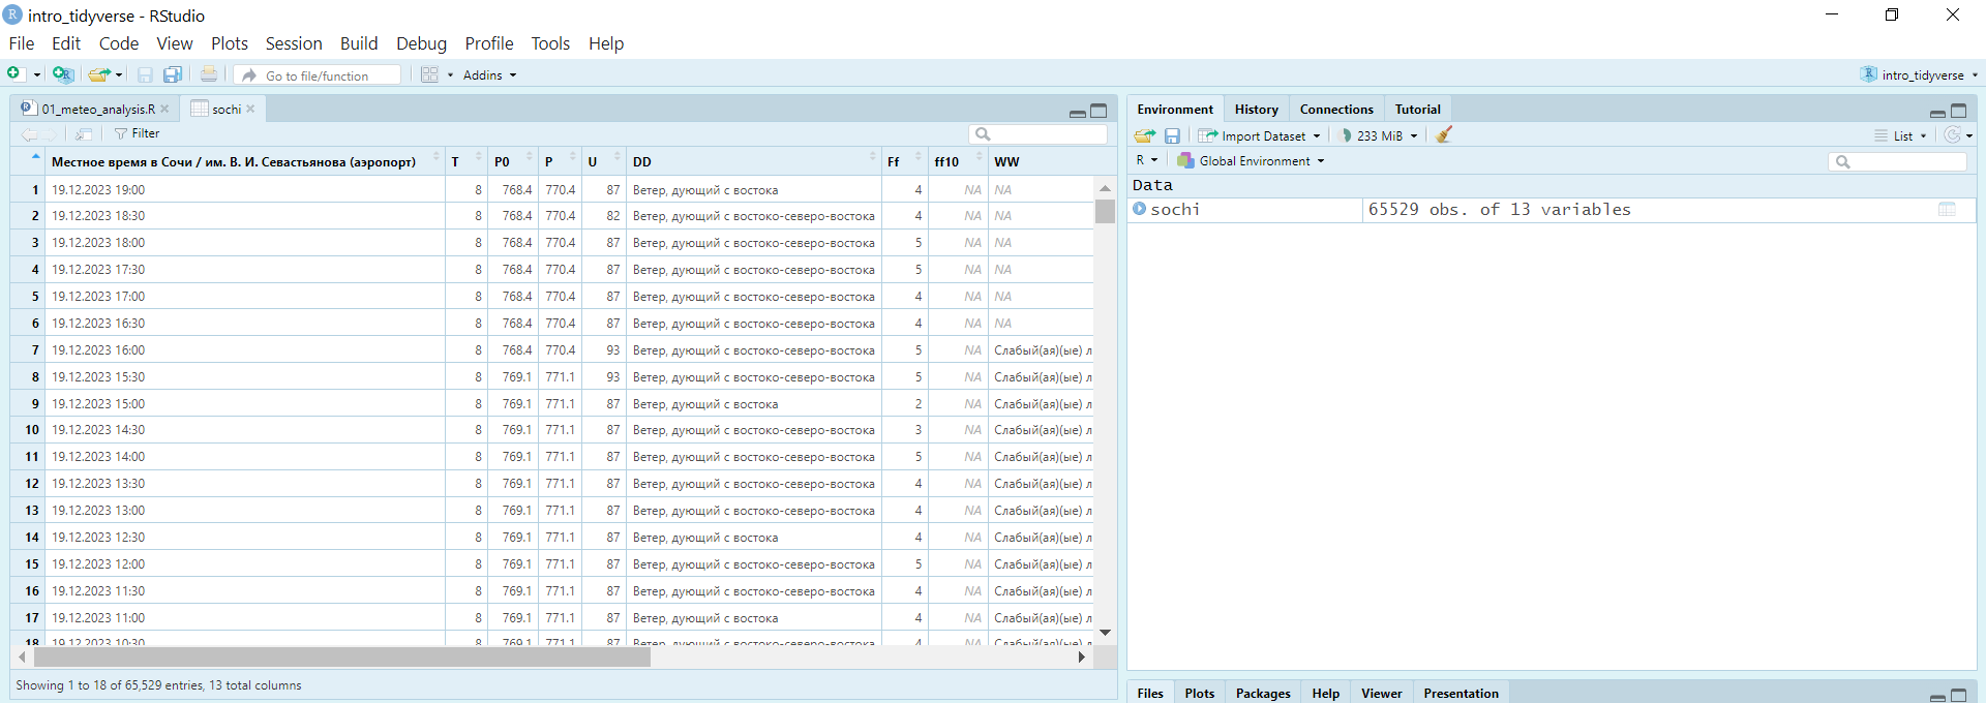 intro_tidyverse - RStudio
File Edit Code View Plots Session Build Debug Profile Tools Help
Go to file/function Addins intro_tidyverse
01_meteo_analysis.R sochi
Filter
Местное время в Сочи / им. В. И. Севастьянова (аэропорт) T P0 P U DD Ff ff10 WW
1 19.12.2023 19:00 8 768.4 770.4 87 Ветер, дующий с востока 4 NA NA
2 19.12.2023 18:30 8 768.4 770.4 82 Ветер, дующий с востоко-северо-востока 4 NA NA
3 19.12.2023 18:00 8 768.4 770.4 87 Ветер, дующий с востоко-северо-востока 5 NA NA
4 19.12.2023 17:30 8 768.4 770.4 87 Ветер, дующий с востоко-северо-востока 5 NA NA
5 19.12.2023 17:00 8 768.4 770.4 87 Ветер, дующий с востоко-северо-востока 4 NA NA
6 19.12.2023 16:30 8 768.4 770.4 87 Ветер, дующий с востоко-северо-востока 4 NA NA
7 19.12.2023 16:00 8 768.4 770.4 93 Ветер, дующий с востоко-северо-востока 5 NA Слабый(ая)(ые) л
8 19.12.2023 15:30 8 769.1 771.1 93 Ветер, дующий с востоко-северо-востока 5 NA Слабый(ая)(ые) л
9 19.12.2023 15:00 8 769.1 771.1 87 Ветер, дующий с востока 2 NA Слабый(ая)(ые) л
10 19.12.2023 14:30 8 769.1 771.1 87 Ветер, дующий с востоко-северо-востока 3 NA Слабый(ая)(ые) л
11 19.12.2023 14:00 8 769.1 771.1 87 Ветер, дующий с востоко-северо-востока 5 NA Слабый(ая)(ые) л
12 19.12.2023 13:30 8 769.1 771.1 87 Ветер, дующий с востоко-северо-востока 4 NA Слабый(ая)(ые) л
13 19.12.2023 13:00 8 769.1 771.1 87 Ветер, дующий с востоко-северо-востока 4 NA Слабый(ая)(ые) л
14 19.12.2023 12:30 8 769.1 771.1 87 Ветер, дующий с востока 4 NA Слабый(ая)(ые) л
15 19.12.2023 12:00 8 769.1 771.1 87 Ветер, дующий с востоко-северо-востока 5 NA Слабый(ая)(ые) л
16 19.12.2023 11:30 8 769.1 771.1 87 Ветер, дующий с востоко-северо-востока 4 NA Слабый(ая)(ые) л
17 19.12.2023 11:00 8 769.1 771.1 87 Ветер, дующий с востока 4 NA Слабый(ая)(ые) л
18 19.12.2023 10:30 8 769.1 771.1 87 Ветер, дующий с востоко-северо-востока 4 NA Слабый(ая)(ые) л
Showing 1 to 18 of 65,529 entries, 13 total columns
Environment History Connections Tutorial
Import Dataset 233 MiB List
R Global Environment
Data
sochi 65529 obs. of 13 variables
Files Plots Packages Help Viewer Presentation